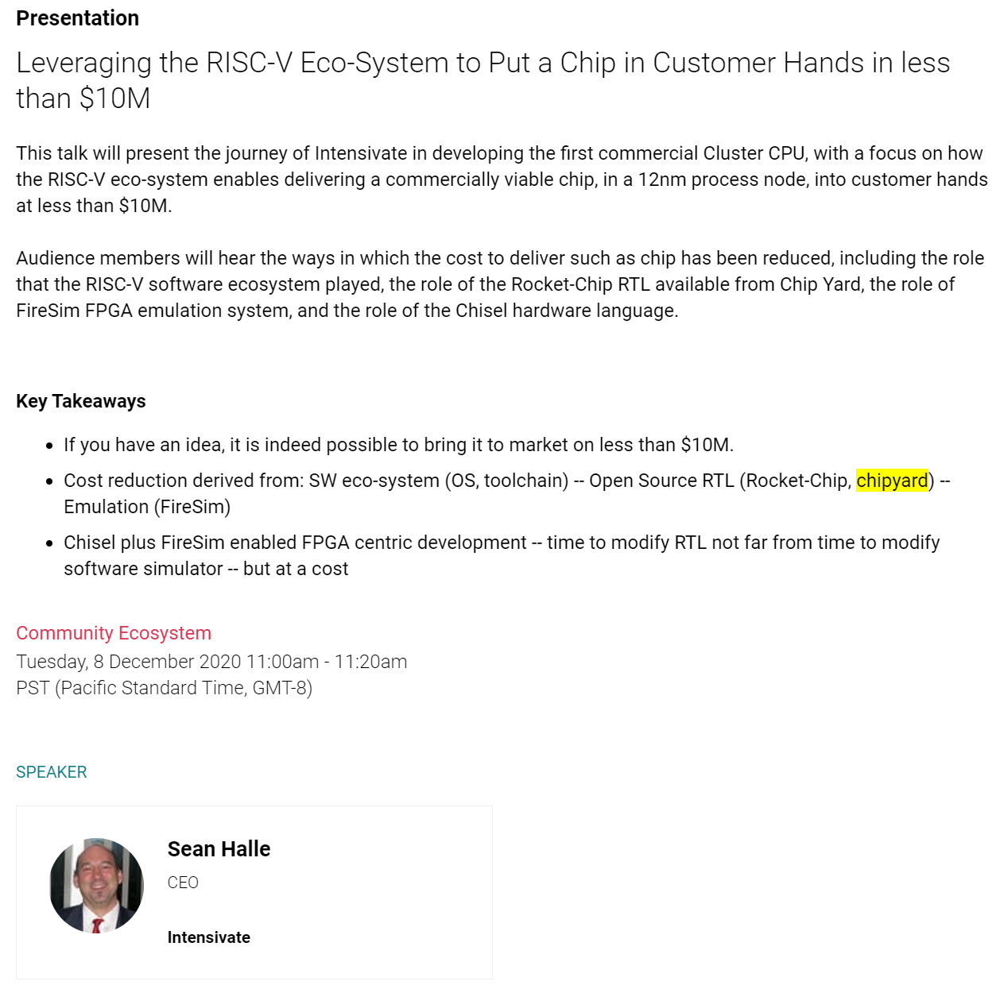 Presentation
Leveraging the RISC-V Eco-System to Put a Chip in Customer Hands in less
than $10M
This talk will present the journey of Intensivate in developing the first commercial Cluster CPU, with a focus on how
the RISC-V eco-system enables delivering a commercially viable chip, in a 12nm process node, into customer hands
at less than $10M.
Audience members will hear the ways in which the cost to deliver such as chip has been reduced, including the role
that the RISC-V software ecosystem played, the role of the Rocket-Chip RTL available from Chip Yard, the role of
FireSim FPGA emulation system, and the role of the Chisel hardware language.
Key Takeaways
• If you have an idea, it is indeed possible to bring it to market on less than $10M.
• Cost reduction derived from: SW eco-system (OS, toolchain) -- Open Source RTL (Rocket-Chip, chipyard) --
Emulation (FireSim)
• Chisel plus FireSim enabled FPGA centric development -- time to modify RTL not far from time to modify
software simulator -- but at a cost
Community Ecosystem
Tuesday, 8 December 2020 11:00am - 11:20am
PST (Pacific Standard Time, GMT-8)
SPEAKER
Sean Halle
CEO
Intensivate